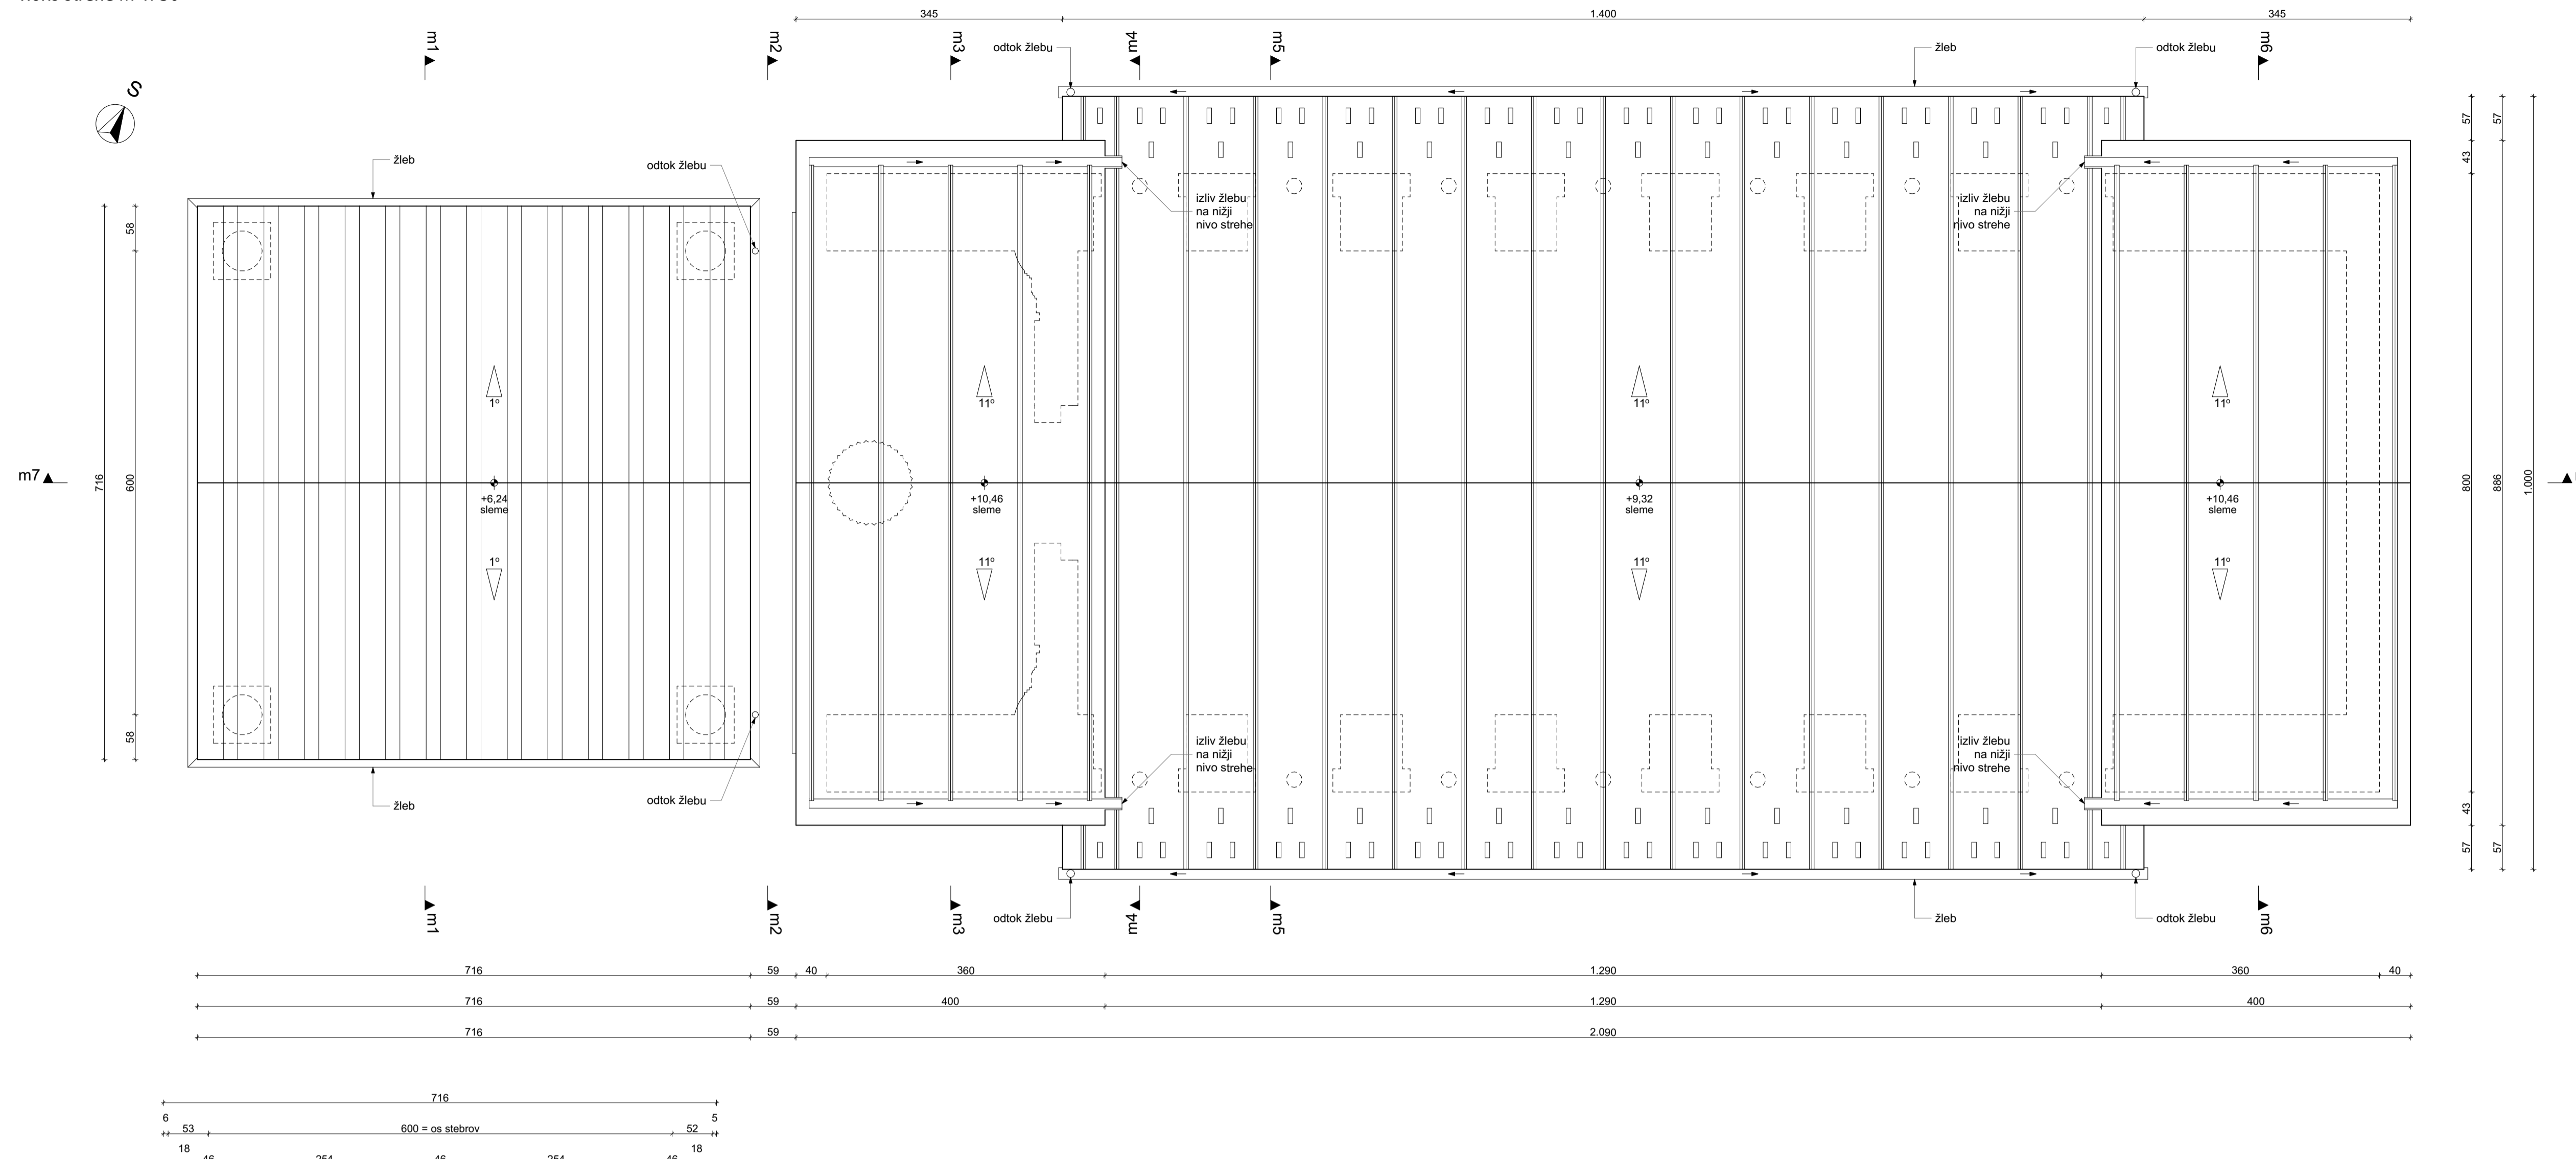 345
1.400
345
m1
m2
m3
m4
m5
m6
odtok žlebu
žleb
odtok žlebu
S
žleb
odtok žlebu
57
57
43
58
izliv žlebu
na nižji
nivo strehe
izliv žlebu
na nižji
nivo strehe
1º
11º
11º
11º
m7
716
600
+6,24
sleme
+10,46
sleme
+9,32
sleme
+10,46
sleme
800
886
1.000
1º
11º
11º
11º
58
izliv žlebu
na nižji
nivo strehe
izliv žlebu
na nižji
nivo strehe
žleb
odtok žlebu
43
57
57
m1
m2
m3
m4
m5
m6
odtok žlebu
žleb
odtok žlebu
716
59
40
360
1.290
360
40
716
59
400
1.290
400
716
59
2.090
716
6
5
53
600 = os stebrov
52
18
18
46
254
46
254
46